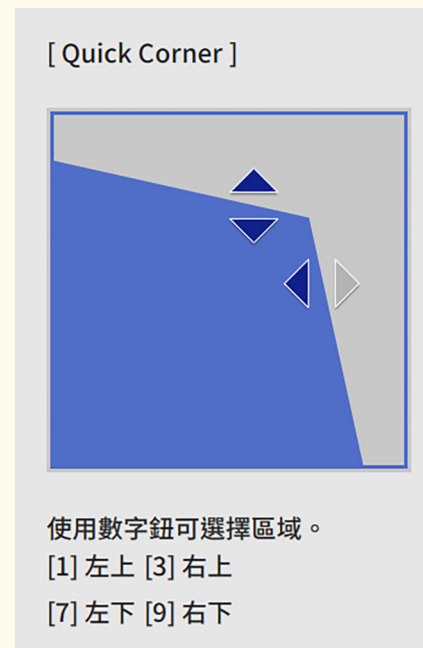 [ Quick Corner ]
使用數字鈕可選擇區域。
[1] 左上 [3] 右上
[7] 左下 [9] 右下